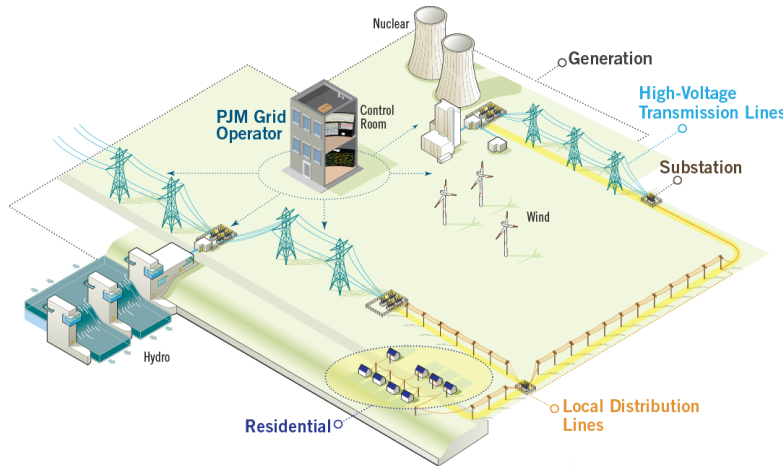 Nuclear
Generation
High-Voltage
Transmission Lines
PJM Grid
Operator
Control
Room
Substation
Wind
Hydro
Residential
Local Distribution
Lines